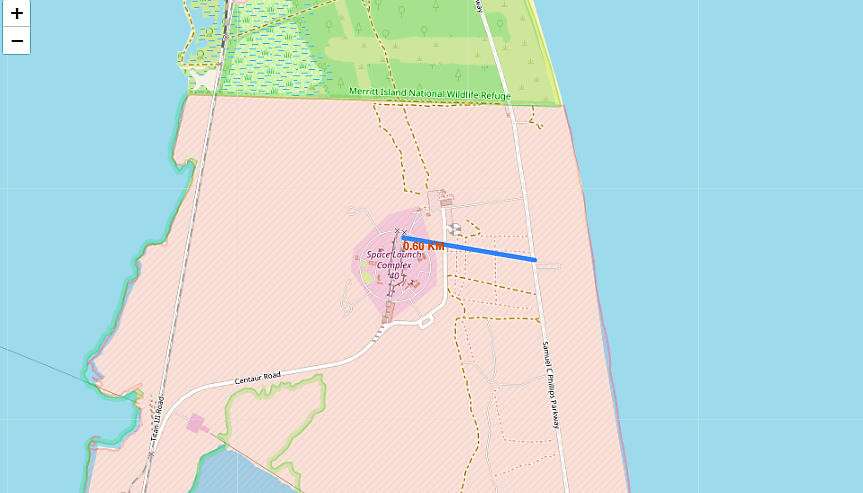 +
−
way
Merritt Island National Wildlife Refuge
0.60 KM
Space Launch
Complex
40
Centaur Road
Titan III Road
Samuel C Phillips Parkway